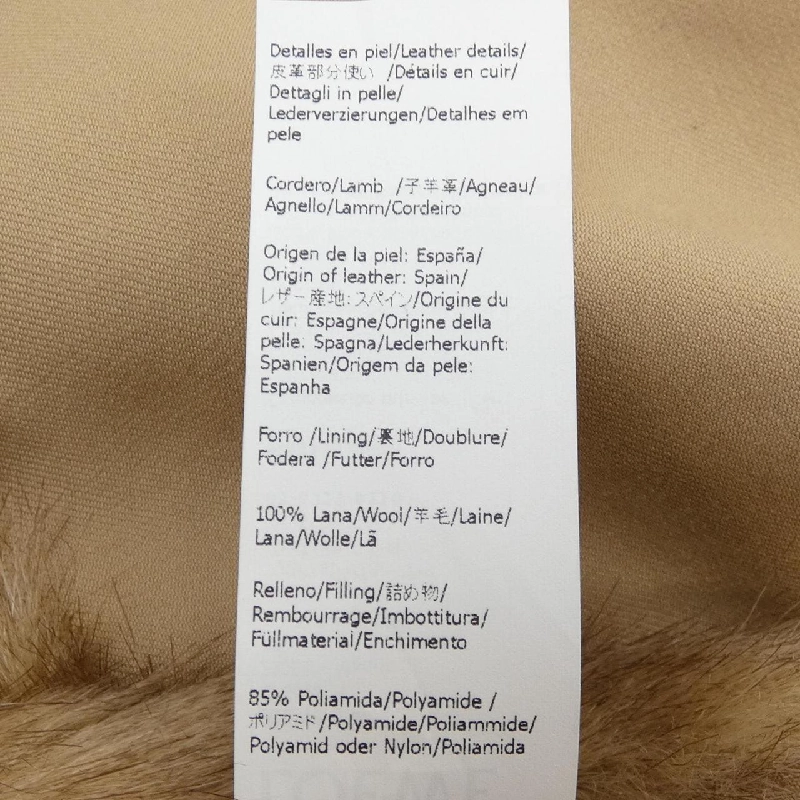 Detalles en piel/Leather details/
皮革部分使い /Détails en cuir/
Dettagli in pelle/
Lederverzierungen/Detalhes em
pele
Cordero/Lamb /子羊革/Agneau/
Agnello/Lamm/Cordeiro
Origen de la piel: España/
Origin of leather: Spain/
レザー産地:スペイン/Origine du
cuir: Espagne/Origine della
pelle: Spagna/Lederherkunft:
Spanien/Origem da pele:
Espanha
Forro /Lining/裏地/Doublure/
Fodera /Futter/Forro
100% Lana/Wool/羊毛/Laine/
Lana/Wolle/Lã
Relleno/Filling/詰め物/
Rembourrage/Imbottitura/
Füllmaterial/Enchimento
85% Poliamida/Polyamide /
ポリアミド/Polyamide/Poliammide/
Polyamid oder Nylon/Poliamida